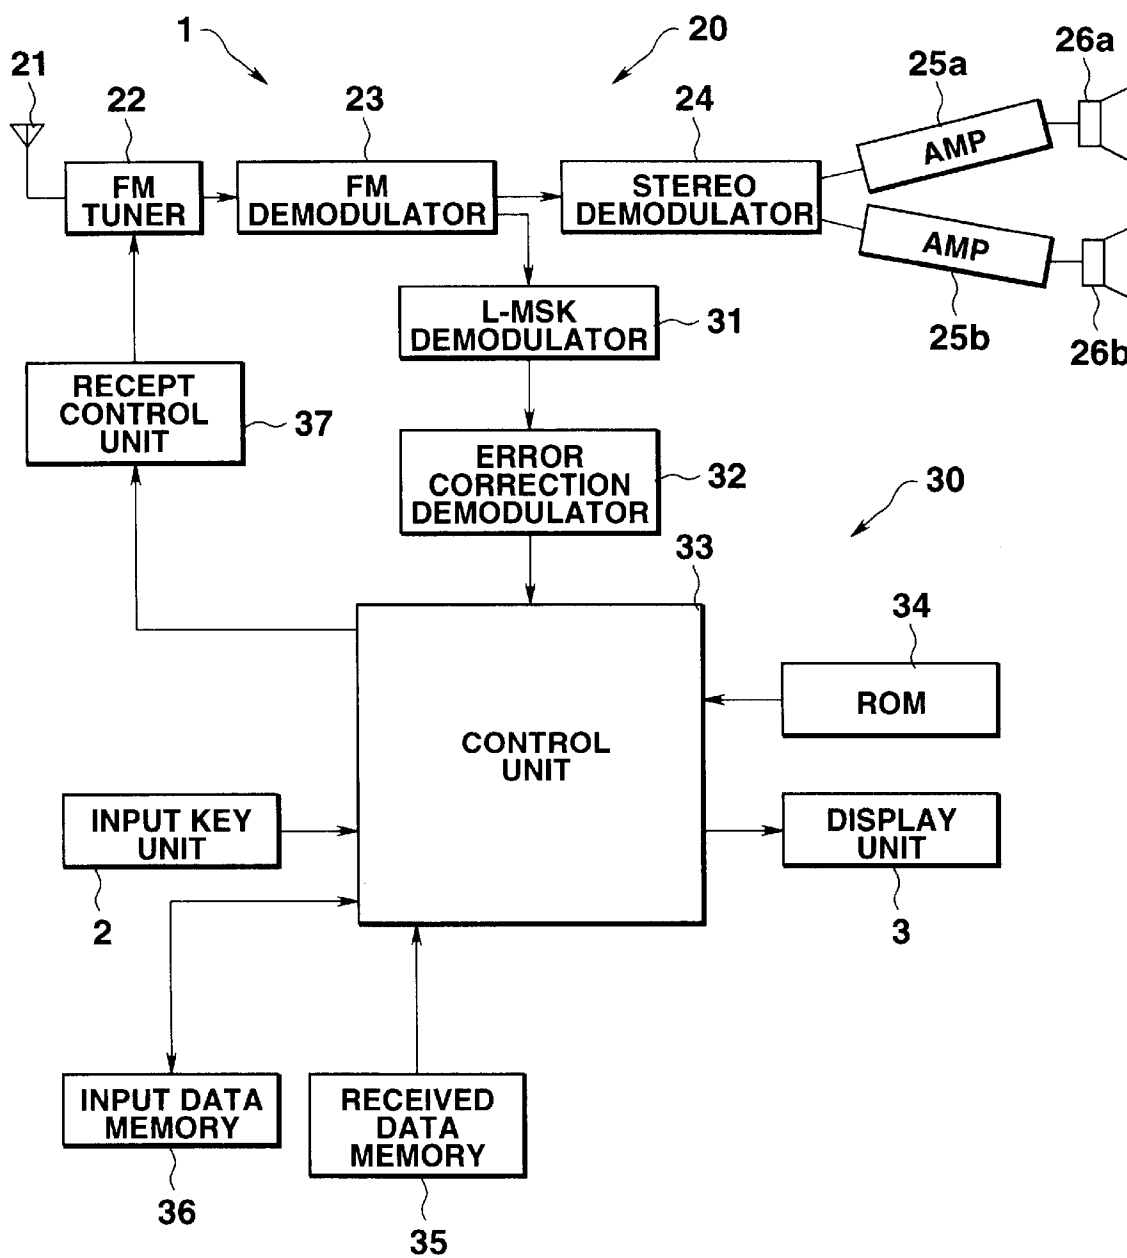 1
20
26a
21
22
23
24
25a
AMP
FM
TUNER
FM
DEMODULATOR
STEREO
DEMODULATOR
AMP
L-MSK
DEMODULATOR
31
25b
26b
RECEPT
CONTROL
UNIT
37
ERROR
CORRECTION
DEMODULATOR
32
30
33
34
ROM
CONTROL
UNIT
INPUT KEY
UNIT
DISPLAY
UNIT
2
3
INPUT DATA
MEMORY
RECEIVED
DATA
MEMORY
36
35